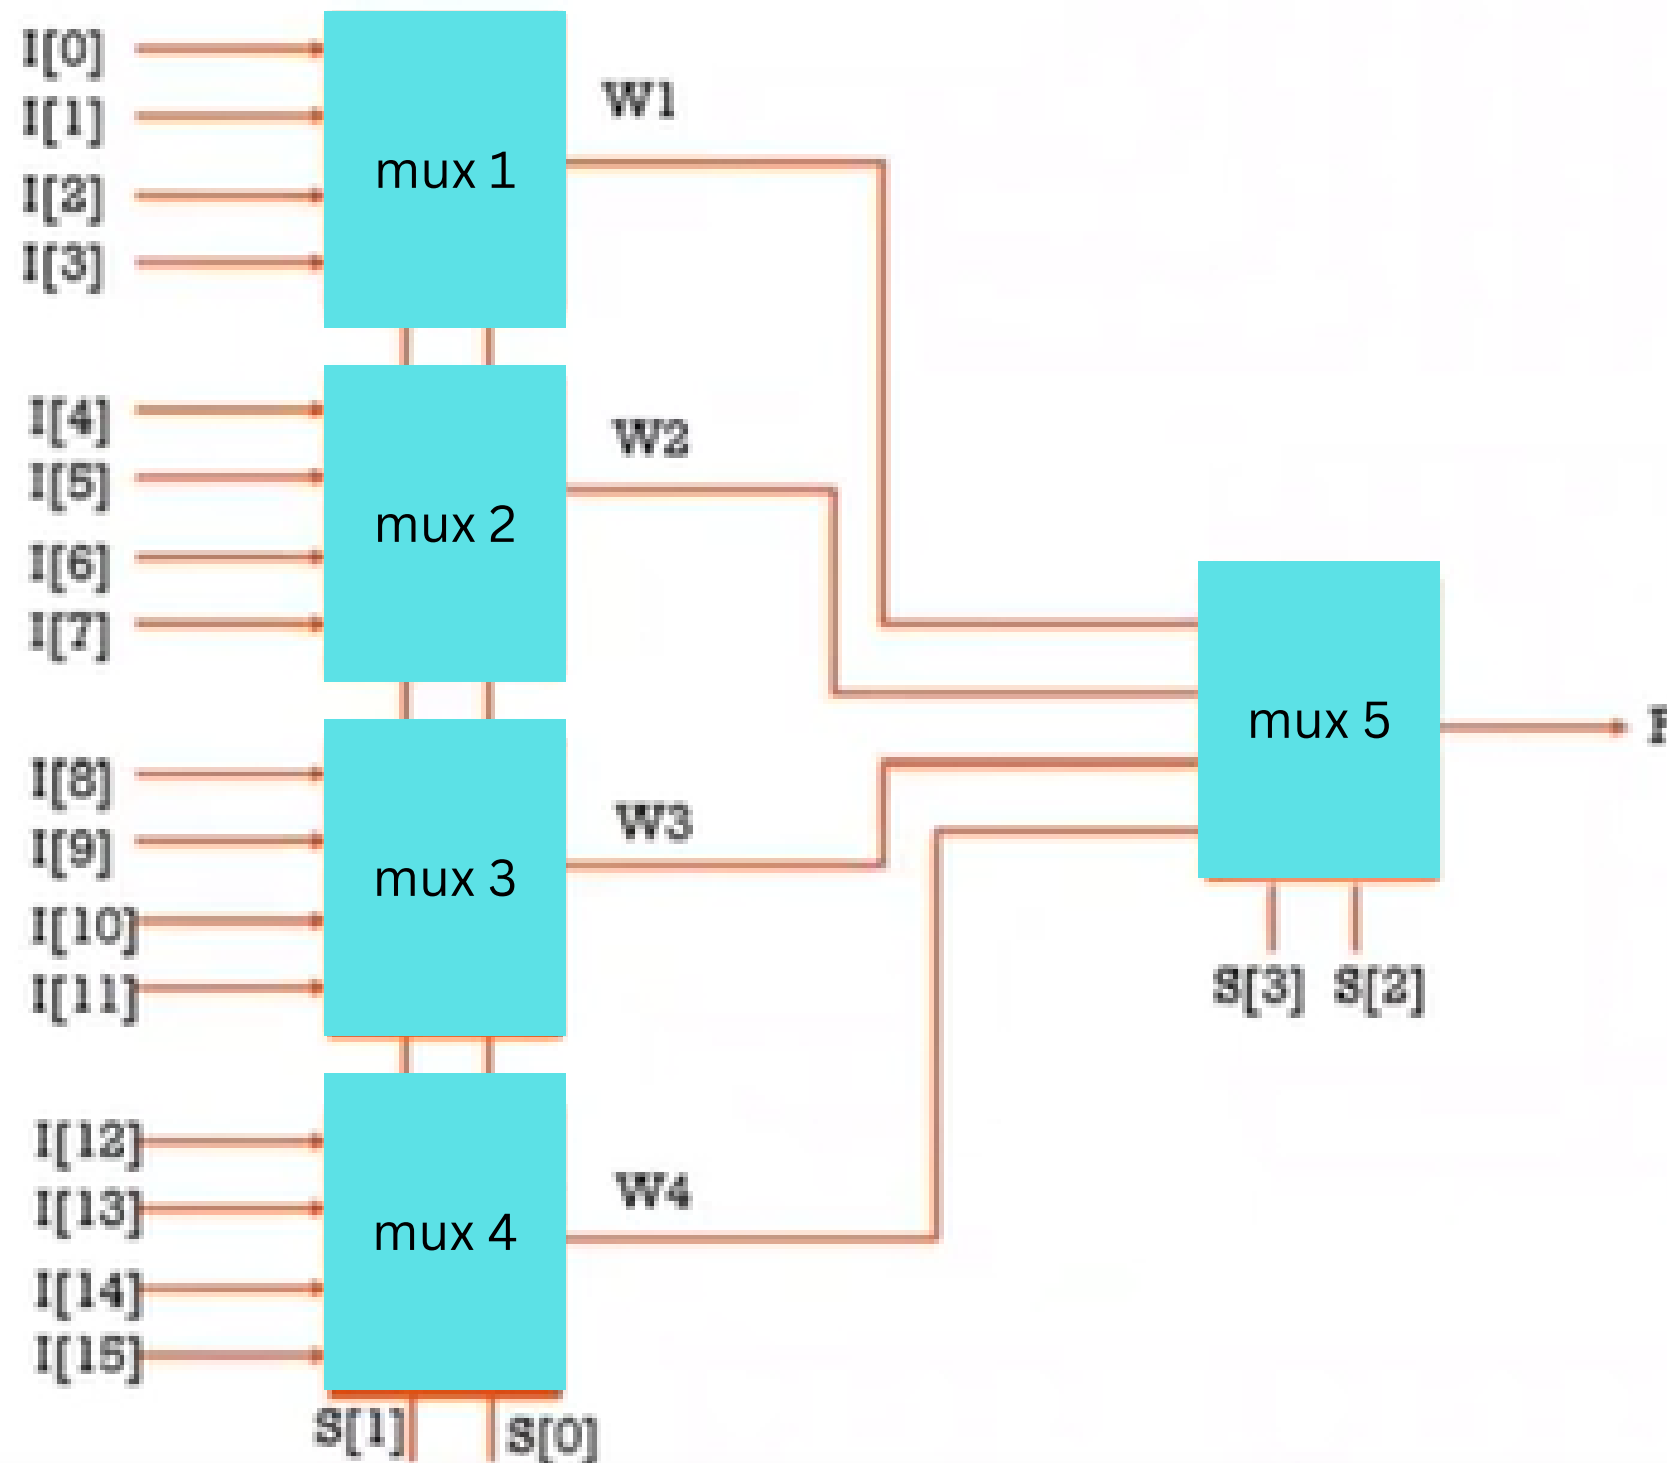 I[0]
I[1]
I[2]
I[3]
mux 1
W1
I[4]
I[5]
I[6]
I[7]
mux 2
W2
I[8]
I[9]
I[10]
I[11]
mux 3
W3
I[12]
I[13]
I[14]
I[15]
mux 4
W4
S[1]
S[0]
mux 5
S[3]
S[2]